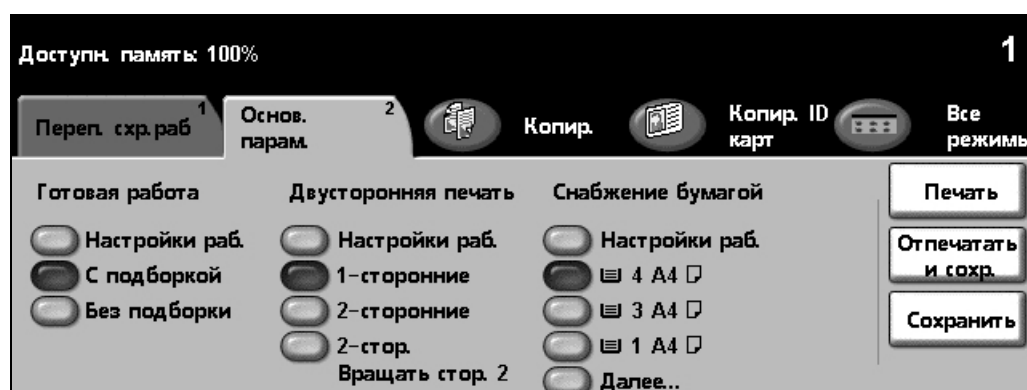 Доступн. память: 100%
1
Переп. схр.раб 1
Основ. парам. 2
Копир.
Копир. ID карт
Все режимы
Готовая работа
Настройки раб.
С подборкой
Без подборки
Двусторонняя печать
Настройки раб.
1-сторонние
2-сторонние
2-стор.
Вращать стор. 2
Снабжение бумагой
Настройки раб.
4 A4
3 A4
1 A4
Далее...
Печать
Отпечатать
и сохр.
Сохранить